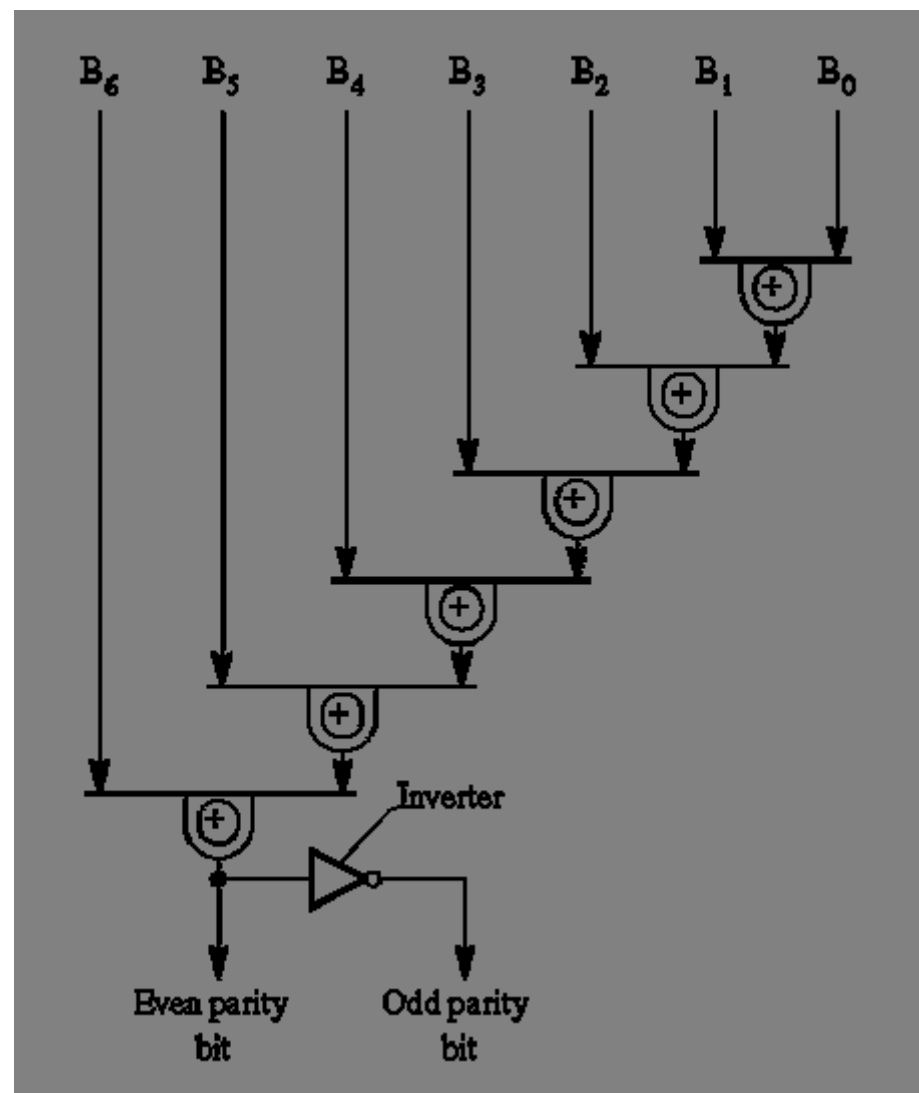 B₆ B₅ B₄ B₃ B₂ B₁ B₀
+
+
+
+
+
+
Inverter
Even parity
bit
Odd parity
bit